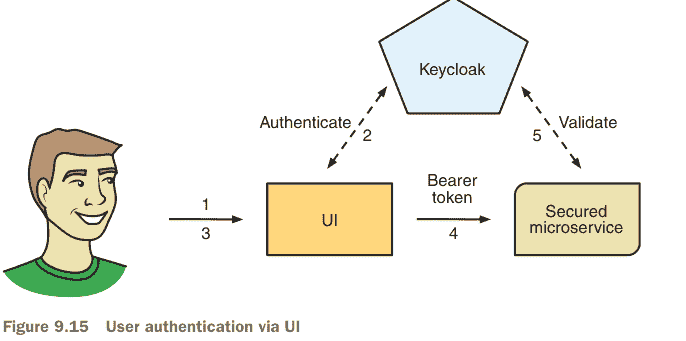 Keycloak
Authenticate
2
5
Validate
1
3
UI
Bearer
token
4
Secured
microservice
Figure 9.15 User authentication via UI